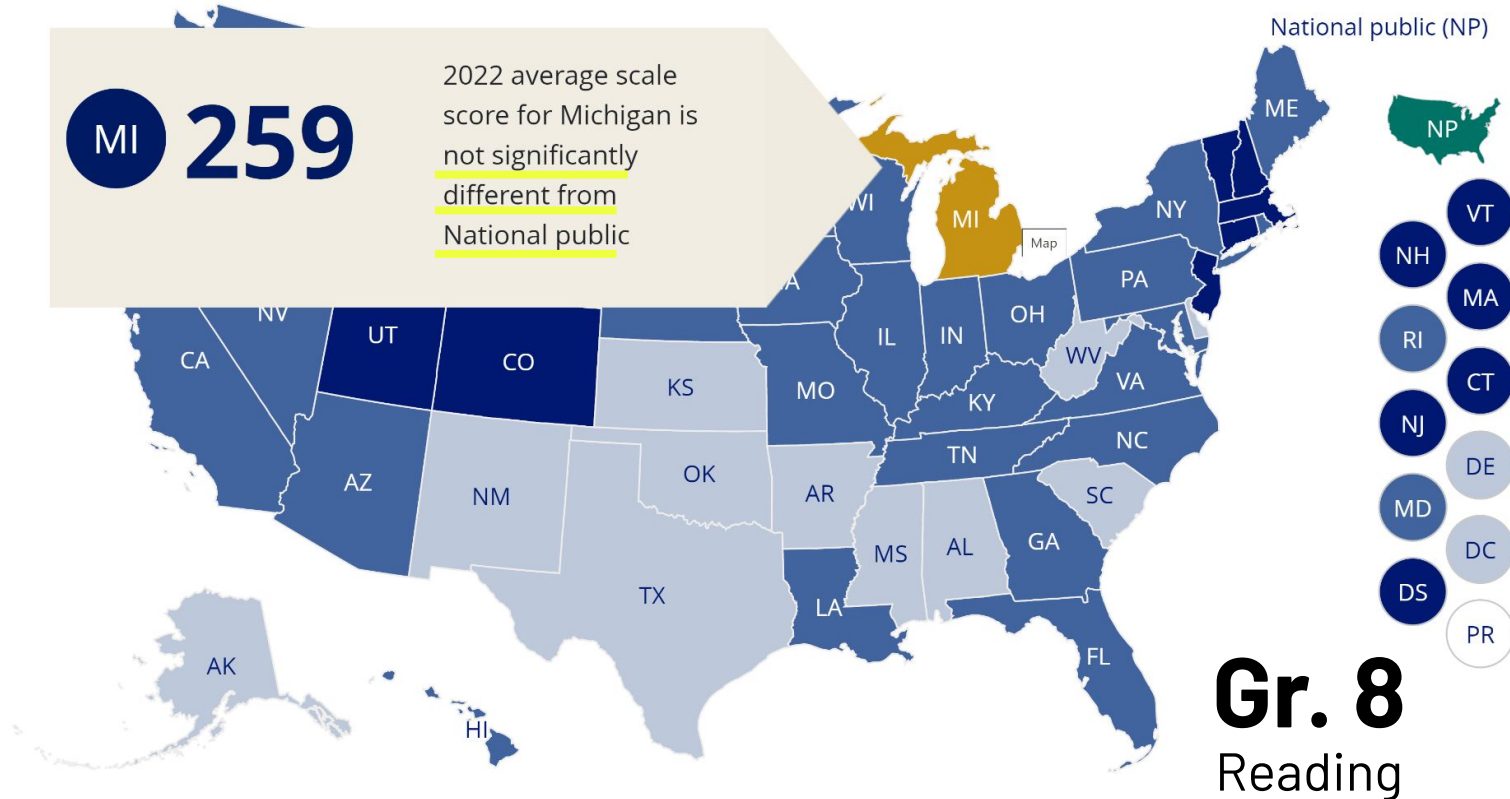 National public (NP)
MI 259
2022 average scale
score for Michigan is
not significantly
different from
National public
ME
NP
WI
MI
NY
VT
Map
NH
PA
MA
NV
OH
UT
IL
IN
RI
CA
CO
WV
KS
VA
CT
MO
KY
NJ
NC
TN
DE
AZ
OK
NM
AR
SC
MD
GA
MS
AL
DC
TX
DS
LA
PR
AK
FL
HI
Gr. 8
Reading